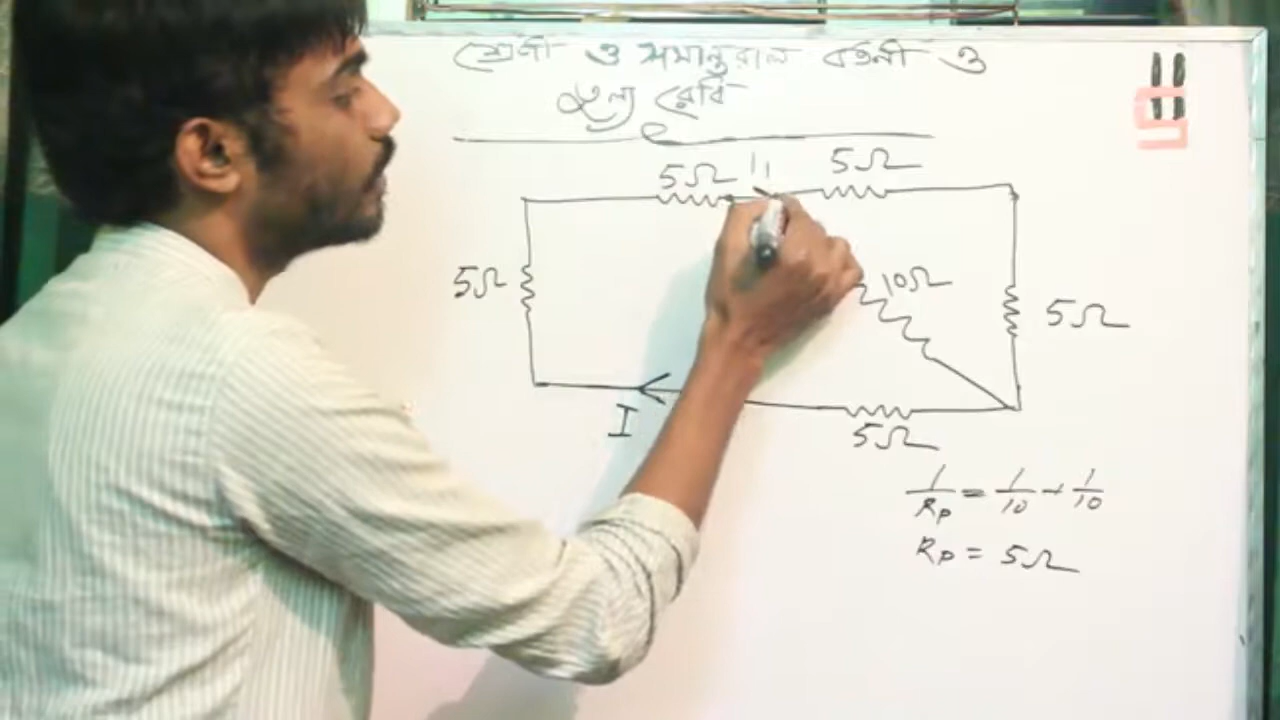 শ্রেণী ও সমান্তরাল বর্তনী ও
তুল্য রোধ
5Ω 5Ω
5Ω 10Ω 5Ω
I 5Ω
1/Rp = 1/10 + 1/10
Rp = 5Ω